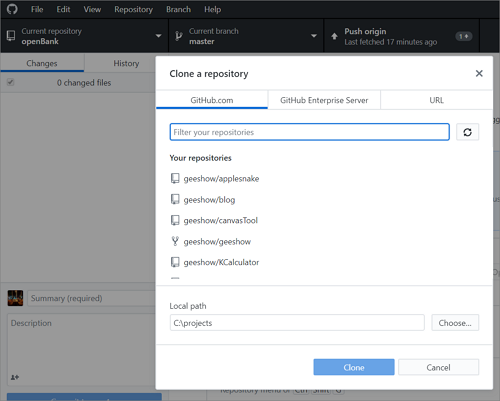 File Edit View Repository Branch Help
Current repository
openBank
Current branch
master
Push origin
Last fetched 17 minutes ago
1
Changes History
0 changed files
Clone a repository
GitHub.com GitHub Enterprise Server URL
Filter your repositories
Your repositories
geeshow/applesnake
geeshow/blog
geeshow/canvasTool
geeshow/geeshow
geeshow/KCalculator
Local path
C:\projects
Choose...
Clone
Cancel
Summary (required)
Description
Repository menu or Ctrl Shift G